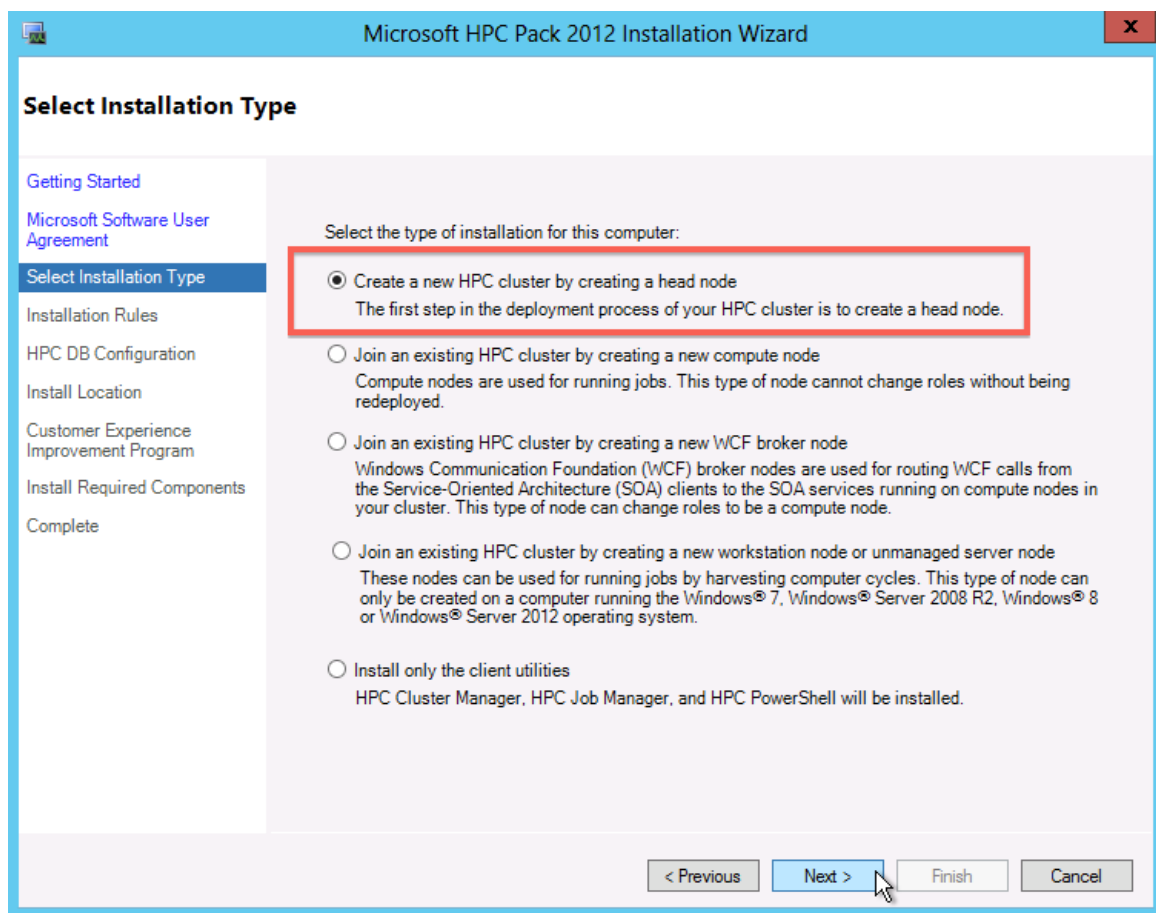 Microsoft HPC Pack 2012 Installation Wizard
x
Select Installation Type
Getting Started
Microsoft Software User
Agreement
Select Installation Type
Installation Rules
HPC DB Configuration
Install Location
Customer Experience
Improvement Program
Install Required Components
Complete
Select the type of installation for this computer:
Create a new HPC cluster by creating a head node
The first step in the deployment process of your HPC cluster is to create a head node.
Join an existing HPC cluster by creating a new compute node
Compute nodes are used for running jobs. This type of node cannot change roles without being
redeployed.
Join an existing HPC cluster by creating a new WCF broker node
Windows Communication Foundation (WCF) broker nodes are used for routing WCF calls from
the Service-Oriented Architecture (SOA) clients to the SOA services running on compute nodes in
your cluster. This type of node can change roles to be a compute node.
Join an existing HPC cluster by creating a new workstation node or unmanaged server node
These nodes can be used for running jobs by harvesting computer cycles. This type of node can
only be created on a computer running the Windows® 7, Windows® Server 2008 R2, Windows® 8
or Windows® Server 2012 operating system.
Install only the client utilities
HPC Cluster Manager, HPC Job Manager, and HPC PowerShell will be installed.
< Previous
Next >
Finish
Cancel